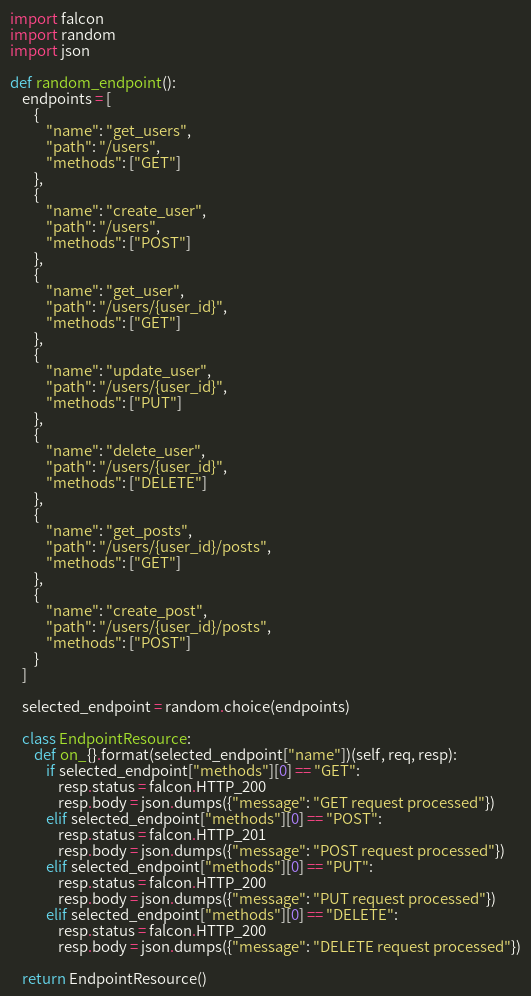 import falcon
import random
import json

def random_endpoint():
    endpoints = [
        {
            "name": "get_users",
            "path": "/users",
            "methods": ["GET"]
        },
        {
            "name": "create_user",
            "path": "/users",
            "methods": ["POST"]
        },
        {
            "name": "get_user",
            "path": "/users/{user_id}",
            "methods": ["GET"]
        },
        {
            "name": "update_user",
            "path": "/users/{user_id}",
            "methods": ["PUT"]
        },
        {
            "name": "delete_user",
            "path": "/users/{user_id}",
            "methods": ["DELETE"]
        },
        {
            "name": "get_posts",
            "path": "/users/{user_id}/posts",
            "methods": ["GET"]
        },
        {
            "name": "create_post",
            "path": "/users/{user_id}/posts",
            "methods": ["POST"]
        }
    ]

    selected_endpoint = random.choice(endpoints)

    class EndpointResource:
        def on_{}.format(selected_endpoint["name"])(self, req, resp):
            if selected_endpoint["methods"][0] == "GET":
                resp.status = falcon.HTTP_200
                resp.body = json.dumps({"message": "GET request processed"})
            elif selected_endpoint["methods"][0] == "POST":
                resp.status = falcon.HTTP_201
                resp.body = json.dumps({"message": "POST request processed"})
            elif selected_endpoint["methods"][0] == "PUT":
                resp.status = falcon.HTTP_200
                resp.body = json.dumps({"message": "PUT request processed"})
            elif selected_endpoint["methods"][0] == "DELETE":
                resp.status = falcon.HTTP_200
                resp.body = json.dumps({"message": "DELETE request processed"})

    return EndpointResource()